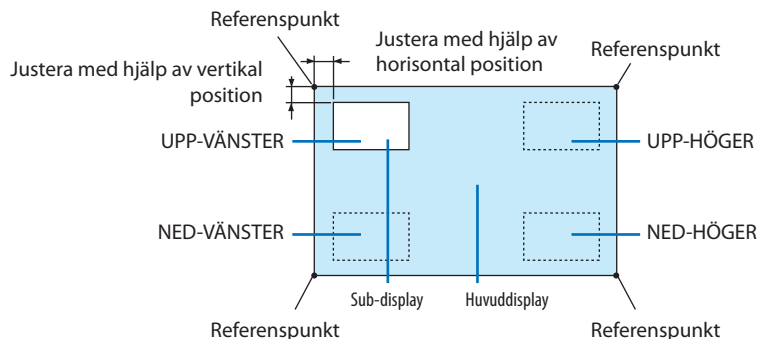 Referenspunkt
Justera med hjälp av
horisontal position
Referenspunkt
Justera med hjälp av vertikal
position
UPP-VÄNSTER
UPP-HÖGER
NED-VÄNSTER
NED-HÖGER
Sub-display
Huvuddisplay
Referenspunkt
Referenspunkt